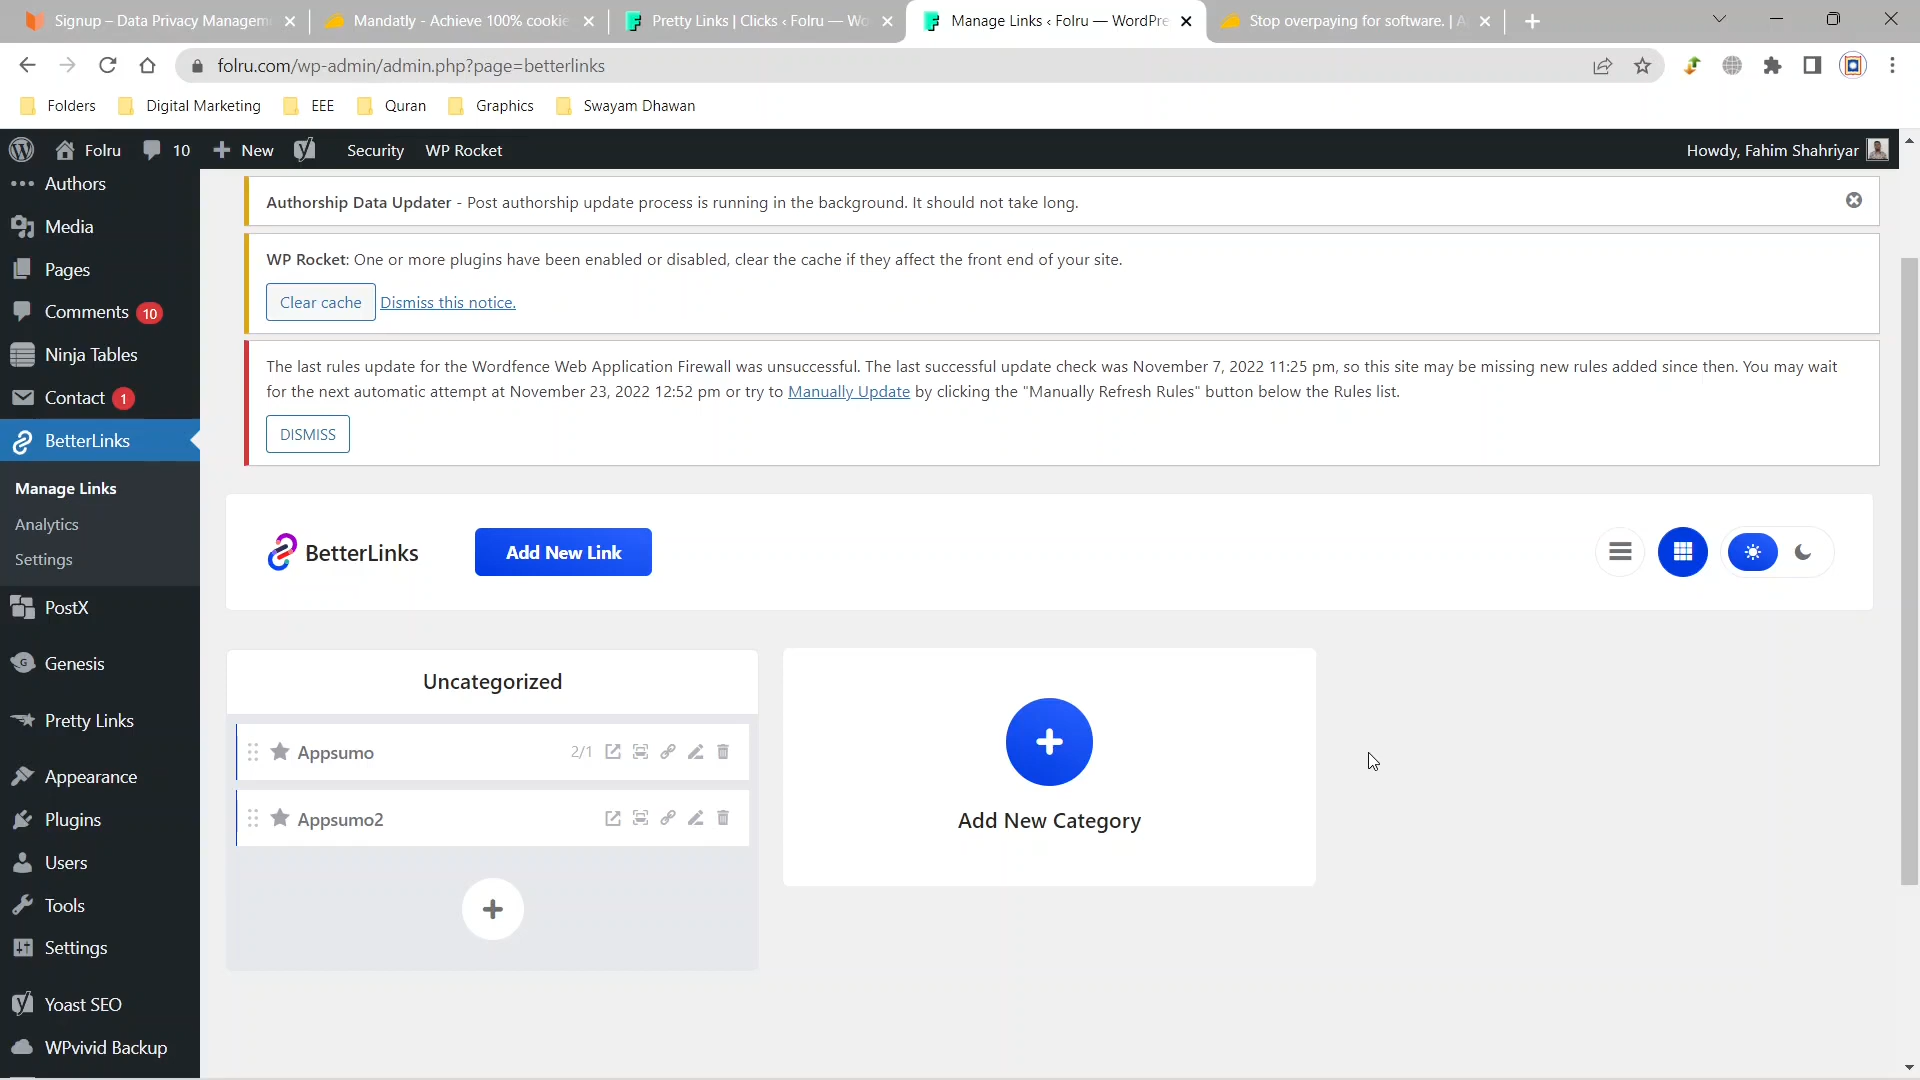 Signup – Data Privacy Managem
Mandatly - Achieve 100% cookie
Pretty Links | Clicks ‹ Folru — Wo
Manage Links ‹ Folru — WordPre
Stop overpaying for software. | A
folru.com/wp-admin/admin.php?page=betterlinks
Folders
Digital Marketing
EEE
Quran
Graphics
Swayam Dhawan
Folru
10
New
Security
WP Rocket
Howdy, Fahim Shahriyar
Authors
Media
Pages
Comments 10
Ninja Tables
Contact 1
BetterLinks
Manage Links
Analytics
Settings
PostX
Genesis
Pretty Links
Appearance
Plugins
Users
Tools
Settings
Yoast SEO
WPvivid Backup
Authorship Data Updater - Post authorship update process is running in the background. It should not take long.
WP Rocket: One or more plugins have been enabled or disabled, clear the cache if they affect the front end of your site.
Clear cache
Dismiss this notice.
The last rules update for the Wordfence Web Application Firewall was unsuccessful. The last successful update check was November 7, 2022 11:25 pm, so this site may be missing new rules added since then. You may wait
for the next automatic attempt at November 23, 2022 12:52 pm or try to Manually Update by clicking the "Manually Refresh Rules" button below the Rules list.
DISMISS
BetterLinks
Add New Link
Uncategorized
Appsumo
2/1
Appsumo2
Add New Category